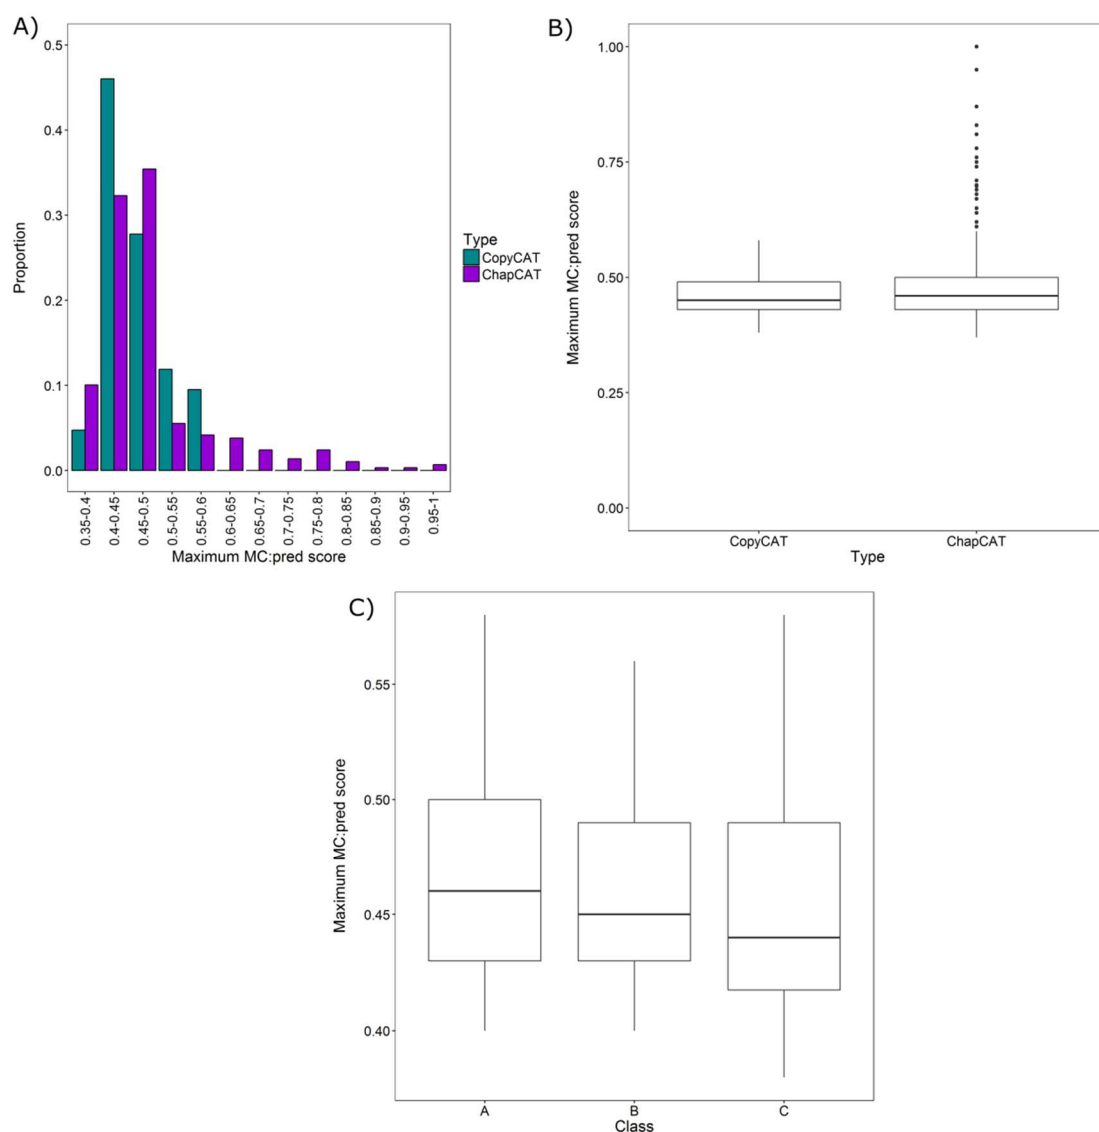 A)
0.5
0.4
0.3
0.2
0.1
0.0
Proportion
0.35-0.4
0.4-0.45
0.45-0.5
0.5-0.55
0.55-0.6
0.6-0.65
0.65-0.7
0.7-0.75
0.75-0.8
0.8-0.85
0.85-0.9
0.9-0.95
0.95-1
Maximum MC:pred score
Type
CopyCAT
ChapCAT
B)
1.00
0.75
0.50
0.25
0.00
Maximum MC:pred score
CopyCAT
ChapCAT
Type
C)
0.55
0.50
0.45
0.40
Maximum MC:pred score
A
B
C
Class